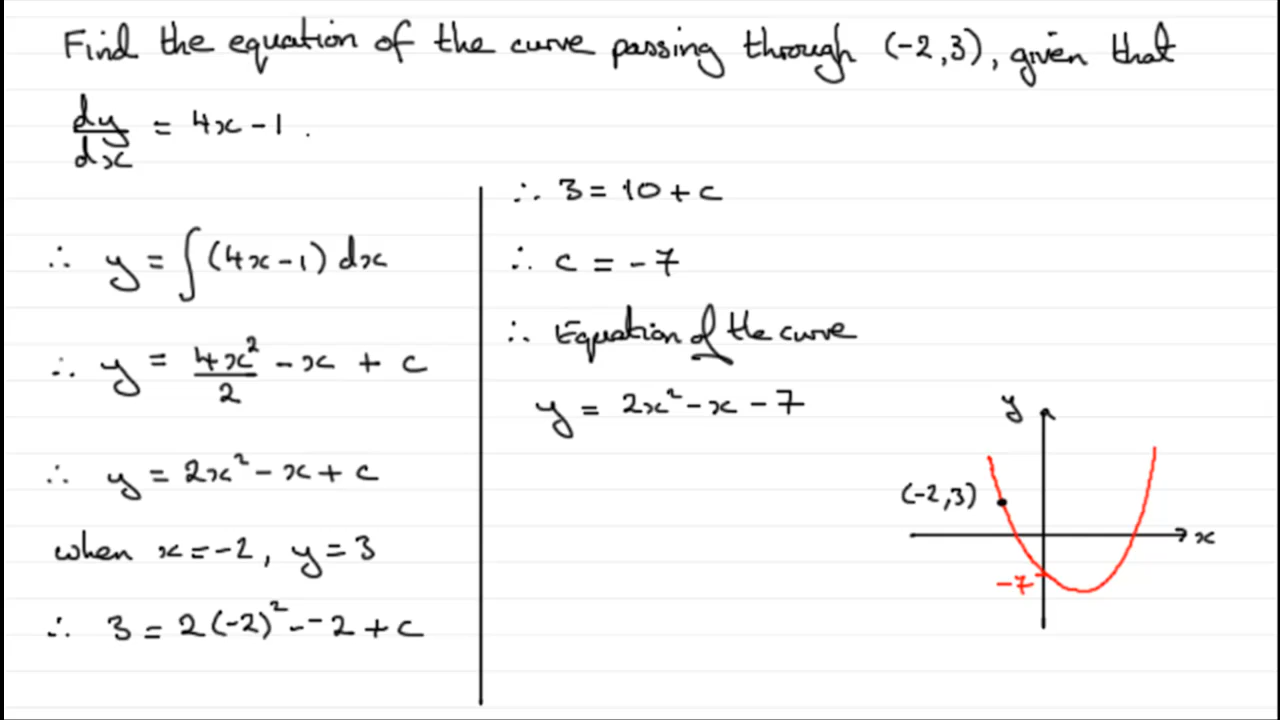 Find the equation of the curve passing through (-2,3), given that
dy/dx = 4x-1.
∴ y = ∫(4x-1) dx
∴ y = 4x²/2 - x + c
∴ y = 2x² - x + c
when x = -2, y = 3
∴ 3 = 2(-2)² - -2 + c
∴ 3 = 10 + c
∴ c = -7
∴ Equation of the curve
y = 2x² - x - 7
y
(-2,3)
x
-7